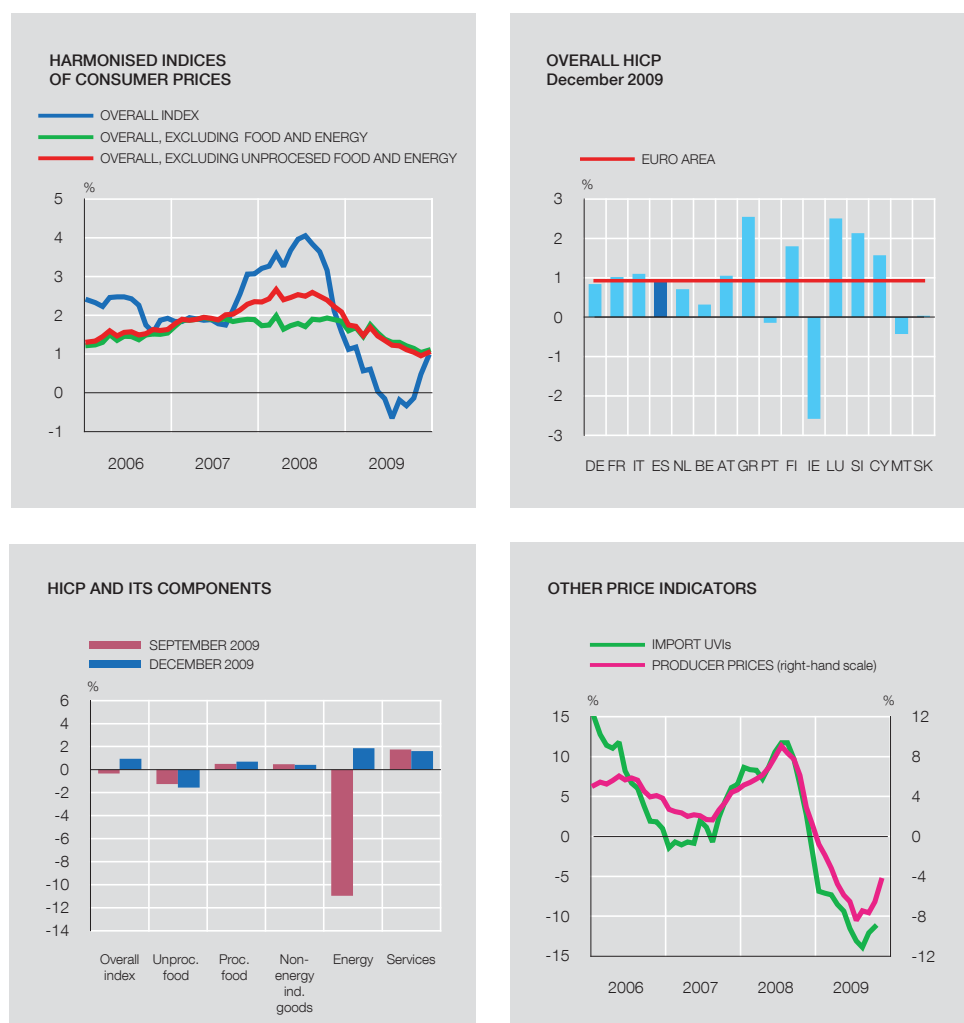 HARMONISED INDICES
OF CONSUMER PRICES
OVERALL INDEX
OVERALL, EXCLUDING FOOD AND ENERGY
OVERALL, EXCLUDING UNPROCESED FOOD AND ENERGY
%
5
4
3
2
1
0
-1
2006 2007 2008 2009
OVERALL HICP
December 2009
EURO AREA
%
3
2
1
0
-1
-2
-3
DE FR IT ES NL BE AT GR PT FI IE LU SI CY MT SK
HICP AND ITS COMPONENTS
SEPTEMBER 2009
DECEMBER 2009
%
6
4
2
0
-2
-4
-6
-8
-10
-12
-14
Overall index
Unproc. food
Proc. food
Non-energy ind. goods
Energy
Services
OTHER PRICE INDICATORS
IMPORT UVIs
PRODUCER PRICES (right-hand scale)
% %
15 12
10 8
5 4
0 0
-5 -4
-10 -8
-15 -12
2006 2007 2008 2009